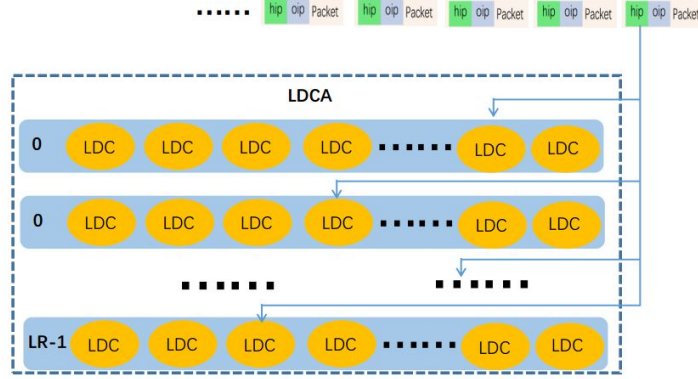 ...... hip oip Packet hip oip Packet hip oip Packet hip oip Packet hip oip Packet
LDCA
0 LDC LDC LDC LDC ...... LDC LDC
0 LDC LDC LDC LDC ...... LDC LDC
...... ......
LR-1 LDC LDC LDC LDC ...... LDC LDC